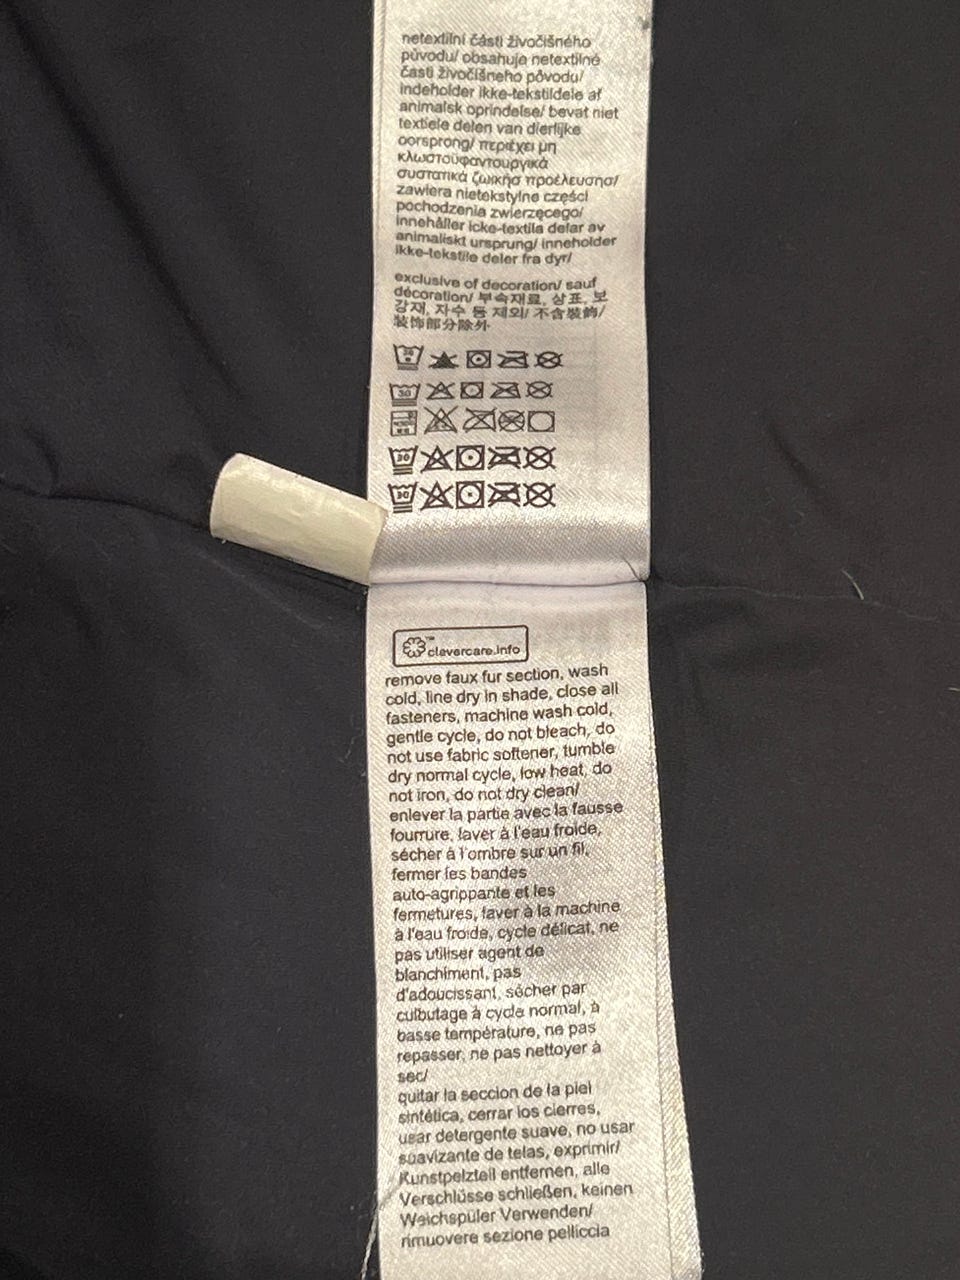 netextilní části živočišného
původu/ obsahuje netextilné
časti živočíšneho pôvodu/
indeholder ikke-tekstildele af
animalsk oprindelse/ bevat niet
textiele delen van dierlijke
oorsprong/ περιέχει μη
κλωστοϋφαντουργικά
συστατικά ζωικήσ προέλευσησ/
zawiera nietekstylne części
pochodzenia zwierzęcego/
innehåller icke-textila delar av
animaliskt ursprung/ inneholder
ikke-tekstile deler fra dyr/
exclusive of decoration/ sauf
décoration/ 부속재료, 상표, 보
강재, 자수 등 제외/ 不含裝飾/
装饰部分除外
30
30
30
30
clevercare.info
remove faux fur section, wash
cold, line dry in shade, close all
fasteners, machine wash cold,
gentle cycle, do not bleach, do
not use fabric softener, tumble
dry normal cycle, low heat, do
not iron, do not dry clean/
enlever la partie avec la fausse
fourrure, laver à l'eau froide,
sécher à l'ombre sur un fil,
fermer les bandes
auto-agrippante et les
fermetures, laver à la machine
à l'eau froide, cycle délicat, ne
pas utiliser agent de
blanchiment, pas
d'adoucissant, sécher par
culbutage à cycle normal, à
basse température, ne pas
repasser, ne pas nettoyer à
sec/
quitar la seccion de la piel
sintética, cerrar los cierres,
usar detergente suave, no usar
suavizante de telas, exprimir/
Kunstpelzteil entfernen, alle
Verschlüsse schließen, keinen
Weichspüler Verwenden/
rimuovere sezione pelliccia